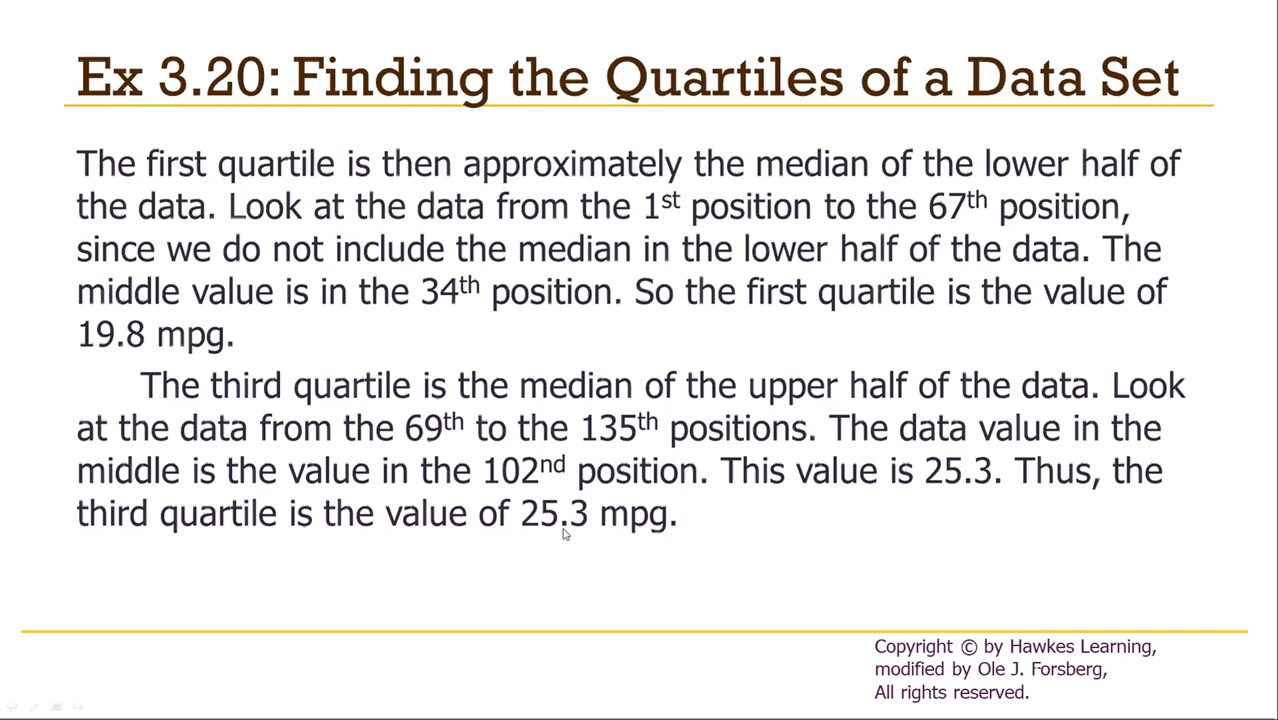 Ex 3.20: Finding the Quartiles of a Data Set
The first quartile is then approximately the median of the lower half of
the data. Look at the data from the 1st position to the 67th position,
since we do not include the median in the lower half of the data. The
middle value is in the 34th position. So the first quartile is the value of
19.8 mpg.
The third quartile is the median of the upper half of the data. Look
at the data from the 69th to the 135th positions. The data value in the
middle is the value in the 102nd position. This value is 25.3. Thus, the
third quartile is the value of 25.3 mpg.
Copyright © by Hawkes Learning,
modified by Ole J. Forsberg,
All rights reserved.